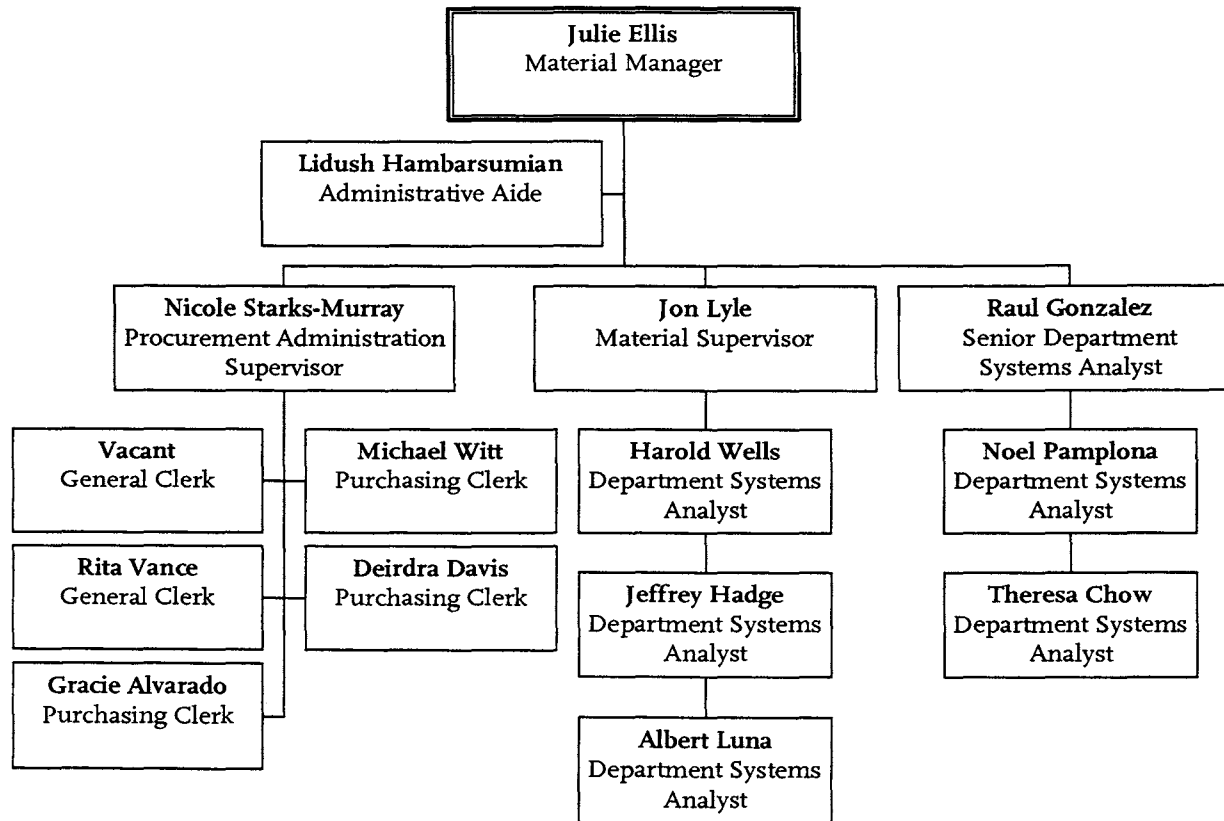 Julie Ellis
Material Manager
Lidush Hambarsumian
Administrative Aide
Nicole Starks-Murray
Procurement Administration
Supervisor
Jon Lyle
Material Supervisor
Raul Gonzalez
Senior Department
Systems Analyst
Vacant
General Clerk
Michael Witt
Purchasing Clerk
Harold Wells
Department Systems
Analyst
Noel Pamplona
Department Systems
Analyst
Rita Vance
General Clerk
Deirdra Davis
Purchasing Clerk
Jeffrey Hadge
Department Systems
Analyst
Theresa Chow
Department Systems
Analyst
Gracie Alvarado
Purchasing Clerk
Albert Luna
Department Systems
Analyst